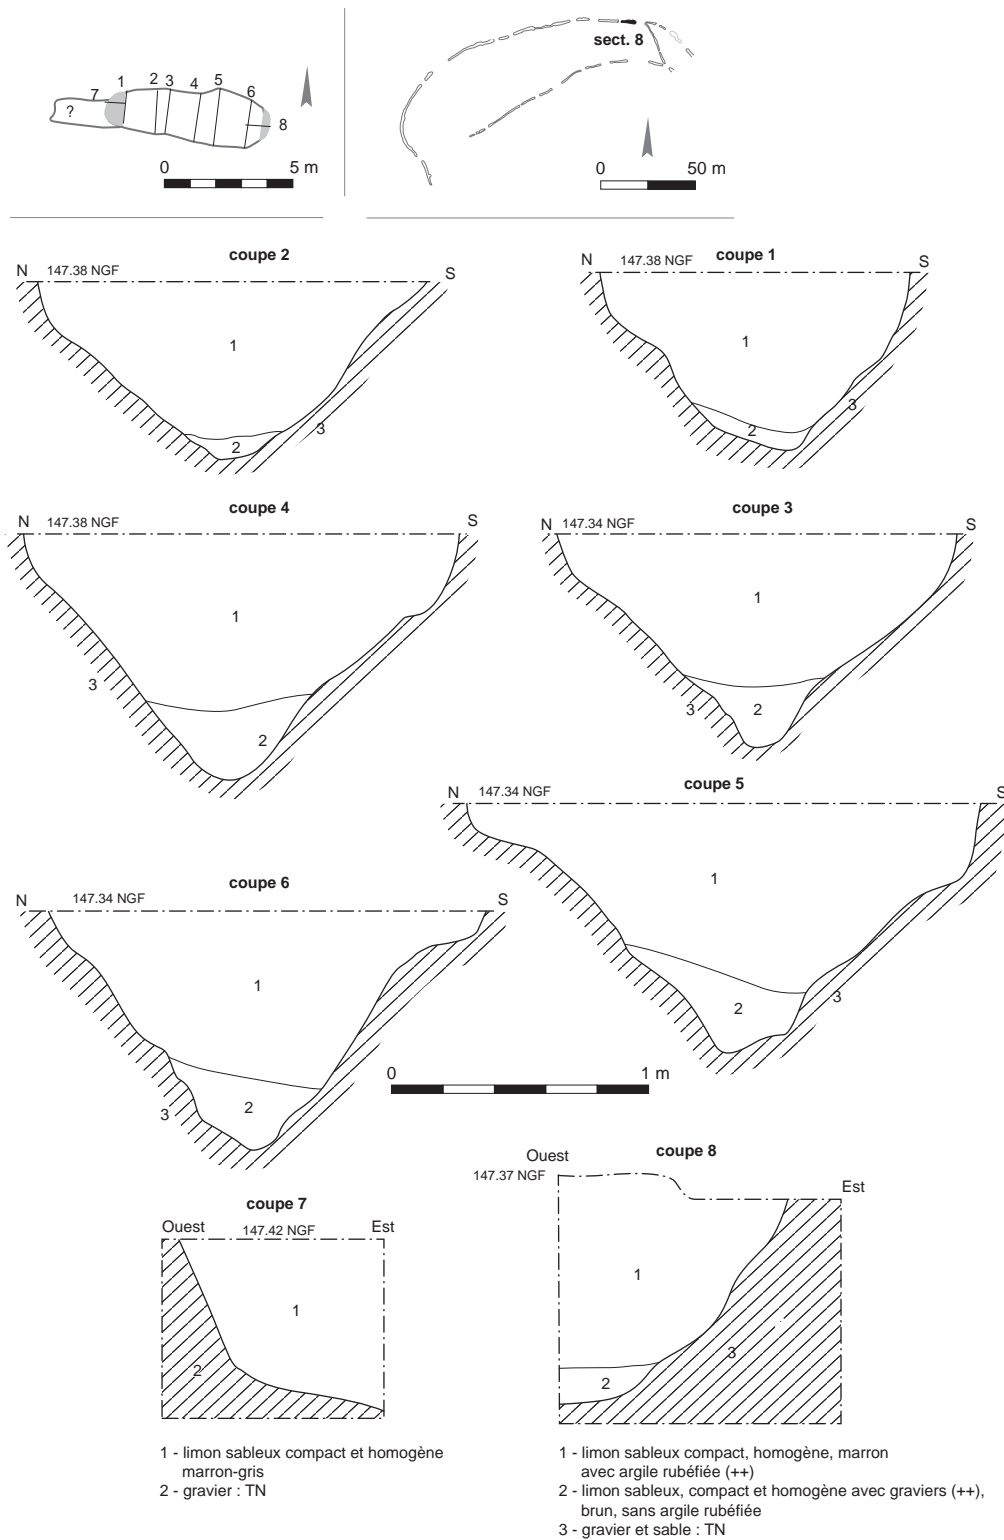 1 2 3 4 5 6
7 8
?
0 5 m
sect. 8
0 50 m
coupe 2
N 147.38 NGF S
1
2
3
coupe 1
N 147.38 NGF S
1
2
3
coupe 4
N 147.38 NGF S
1
3
2
coupe 3
N 147.34 NGF S
1
3 2
coupe 5
N 147.34 NGF S
1
2 3
coupe 6
N 147.34 NGF S
1
3 2
0 1 m
coupe 7
Ouest 147.42 NGF Est
1
2
coupe 8
Ouest
147.37 NGF
Est
1
3
2
1 - limon sableux compact et homogène
marron-gris
2 - gravier : TN
1 - limon sableux compact, homogène, marron
avec argile rubéfiée (++)
2 - limon sableux, compact et homogène avec graviers (++),
brun, sans argile rubéfiée
3 - gravier et sable : TN